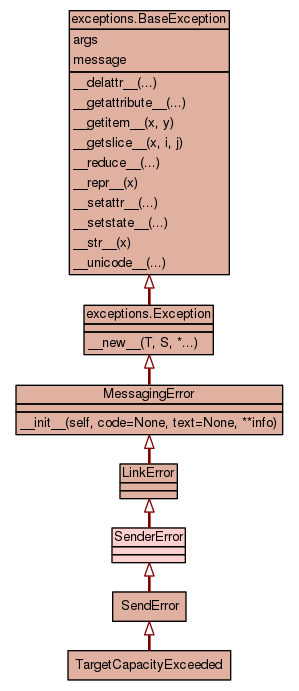 exceptions.BaseException
args
message
__delattr__(...)
__getattribute__(...)
__getitem__(x, y)
__getslice__(x, i, j)
__reduce__(...)
__repr__(x)
__setattr__(...)
__setstate__(...)
__str__(x)
__unicode__(...)
exceptions.Exception
__new__(T, S, *...)
MessagingError
__init__(self, code=None, text=None, **info)
LinkError
SenderError
SendError
TargetCapacityExceeded